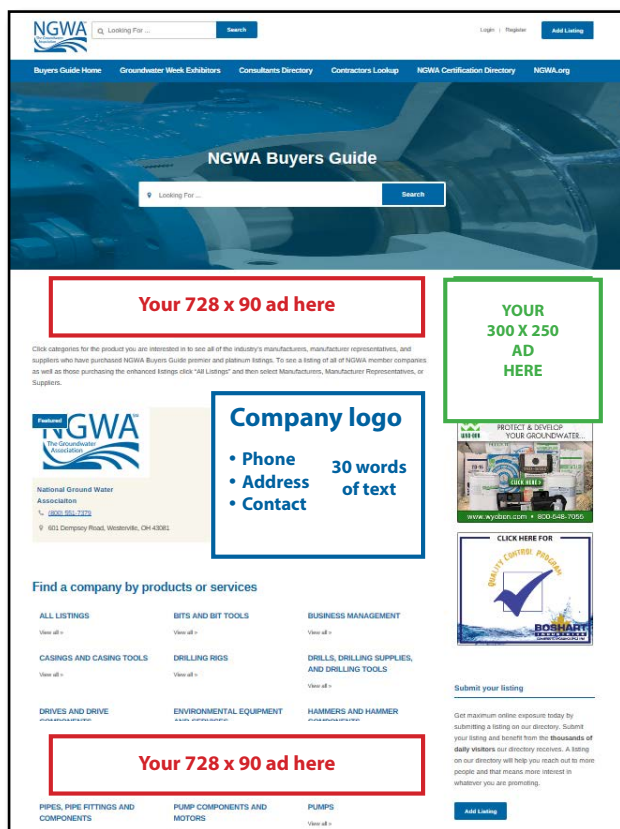 NGWA
The Groundwater
Association
Looking For ...
Search
Login | Register
Add Listing
Buyers Guide Home Groundwater Week Exhibitors Consultants Directory Contractors Lookup NGWA Certification Directory NGWA.org
NGWA Buyers Guide
Looking For ...
Search
Your 728 x 90 ad here
YOUR
300 X 250
AD
HERE
Click categories for the product you are interested in to see all of the industry's manufacturers, manufacturer representatives, and
suppliers who have purchased NGWA Buyers Guide premier and platinum listings. To see a listing of all of NGWA member companies
as well as those purchasing the enhanced listings click "All Listings" and then select Manufacturers, Manufacturer Representatives, or
Suppliers.
Featured
NGWA
The Groundwater
Association
National Ground Water
Associaiton
(800) 551-7379
601 Dempsey Road, Westerville, OH 43081
Company logo
• Phone
• Address
• Contact
30 words
of text
PROTECT & DEVELOP
YOUR GROUNDWATER...
WYO-BEN
CLICK HERE
www.wyoben.com • 800-548-7055
CLICK HERE FOR
QUALITY CONTROL PROGRAM
BOSHART
INDUSTRIES
Find a company by products or services
ALL LISTINGS
View all »
BITS AND BIT TOOLS
View all »
BUSINESS MANAGEMENT
View all »
CASINGS AND CASING TOOLS
View all »
DRILLING RIGS
View all »
DRILLS, DRILLING SUPPLIES,
AND DRILLING TOOLS
View all »
DRIVES AND DRIVE
COMPONENTS
ENVIRONMENTAL EQUIPMENT
AND SERVICES
HAMMERS AND HAMMER
COMPONENTS
Your 728 x 90 ad here
PIPES, PIPE FITTINGS AND
COMPONENTS
PUMP COMPONENTS AND
MOTORS
PUMPS
View all »
Submit your listing
Get maximum online exposure today by
submitting a listing on our directory. Submit
your listing and benefit from the thousands of
daily visitors our directory receives. A listing
on our directory will help you reach out to more
people and that means more interest in
whatever you are promoting.
Add Listing